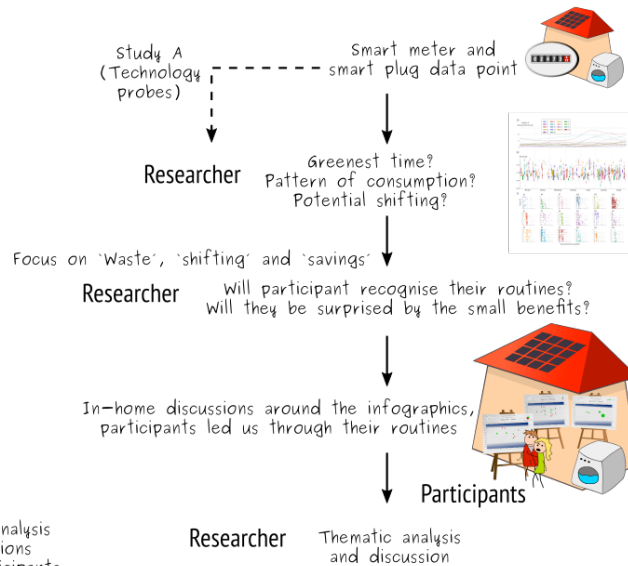 Study A
(Technology
probes)
Smart meter and
smart plug data point
Researcher
Greenest time?
Pattern of consumption?
Potential shifting?
Focus on `Waste´, `shifting´ and `savings´
Researcher
Will participant recognise their routines?
Will they be surprised by the small benefits?
In-home discussions around the infographics,
participants led us through their routines
Participants
Researcher
Thematic analysis
and discussion
nalysis
ions